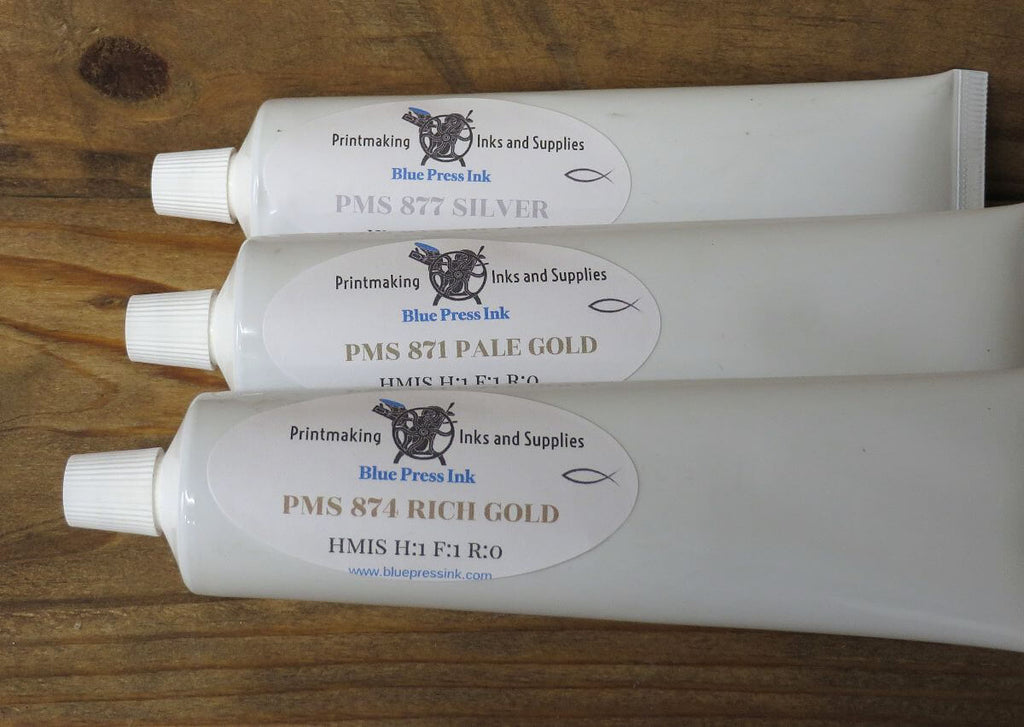 Printmaking Inks and Supplies
Blue Press Ink
PMS 877 SILVER
Printmaking Inks and Supplies
Blue Press Ink
PMS 871 PALE GOLD
HMIS H:1 F:1 R:0
Printmaking Inks and Supplies
Blue Press Ink
PMS 874 RICH GOLD
HMIS H:1 F:1 R:0
www.bluepressink.com